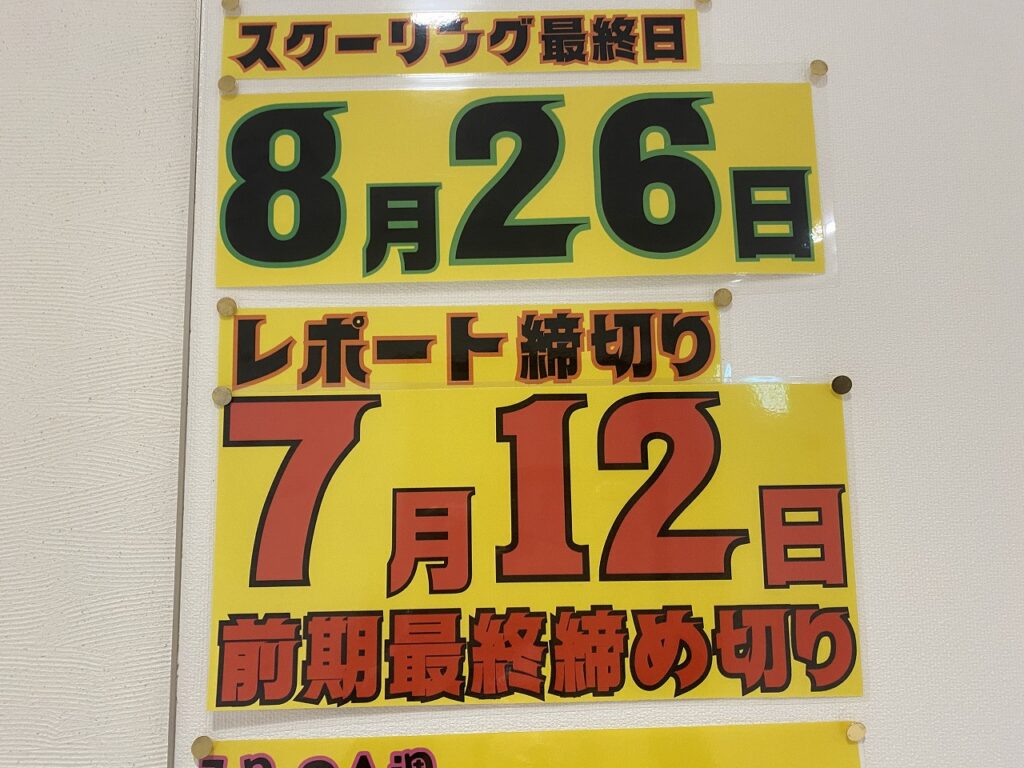 スクーリング最終日
8月26日
レポート締切り
7月12日
前期最終締め切り